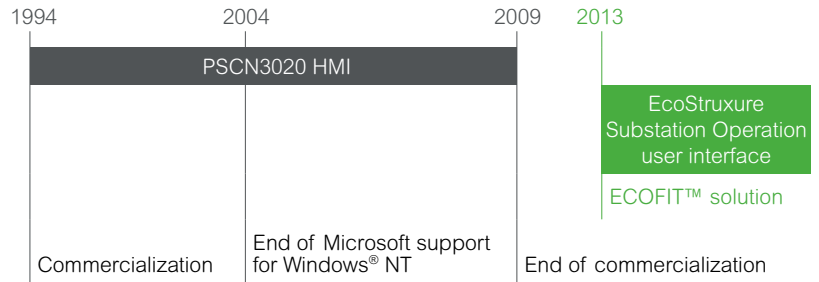 1994 2004 2009 2013
PSCN3020 HMI
EcoStruxure
Substation Operation
user interface
ECOFIT™ solution
Commercialization
End of Microsoft support
for Windows® NT
End of commercialization